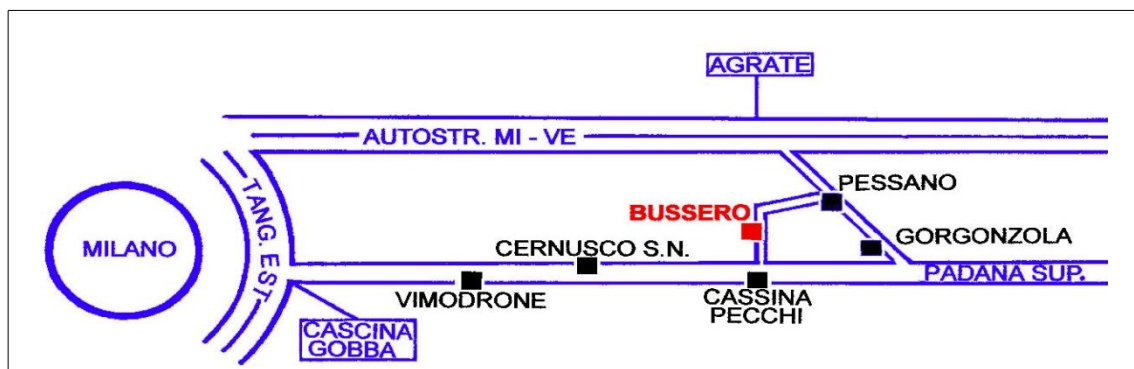 AGRATE
AUTOSTR. MI - VE
TANG. EST
PESSANO
BUSSERO
MILANO
CERNUSCO S.N.
GORGONZOLA
PADANA SUP.
VIMODRONE
CASSINA
PECCHI
CASCINA
GOBBA